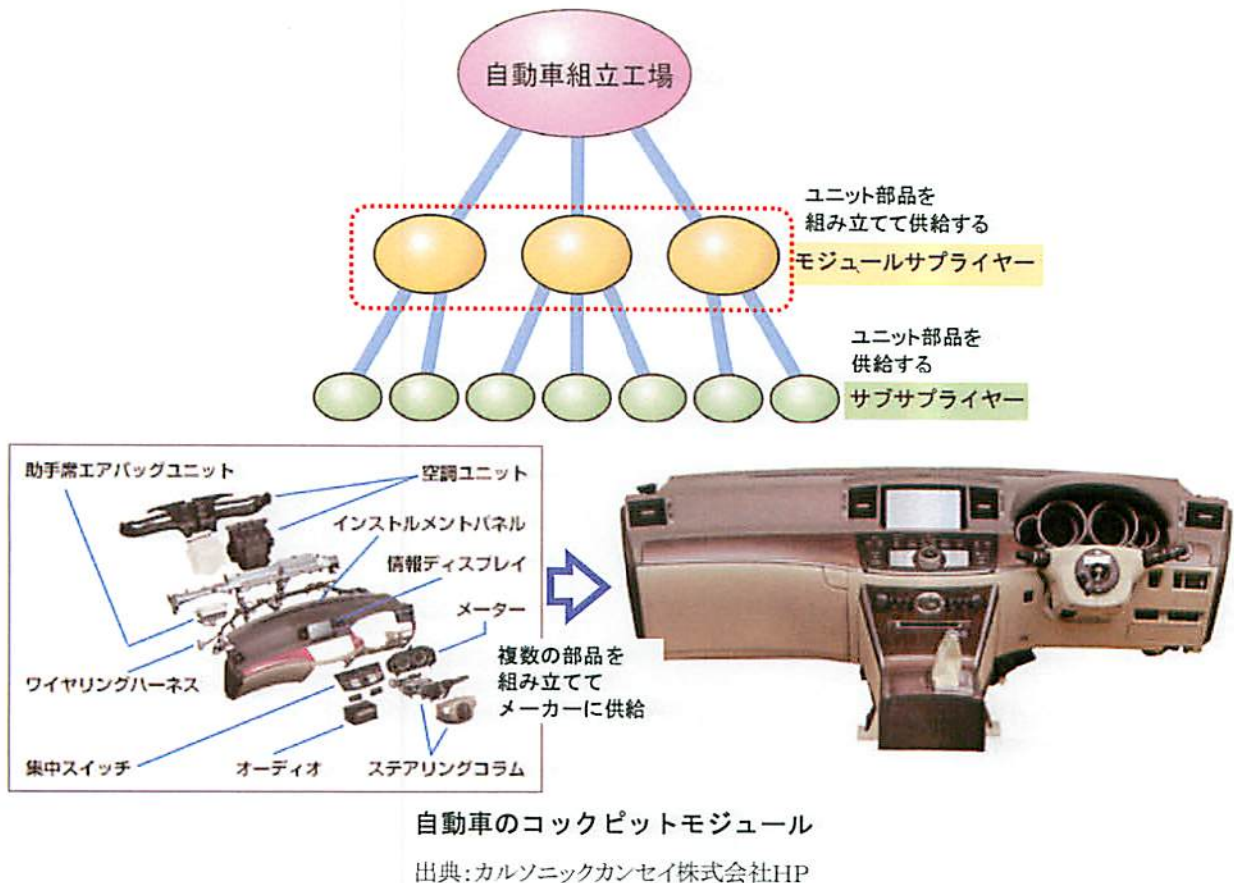 自動車組立工場
ユニット部品を
組み立てて供給する
モジュールサプライヤー
ユニット部品を
供給する
サブサプライヤー
助手席エアバッグユニット
空調ユニット
インストルメントパネル
情報ディスプレイ
メーター
ワイヤリングハーネス
集中スイッチ
オーディオ
ステアリングコラム
複数の部品を
組み立てて
メーカーに供給
自動車のコックピットモジュール
出典:カルソニックカンセイ株式会社HP